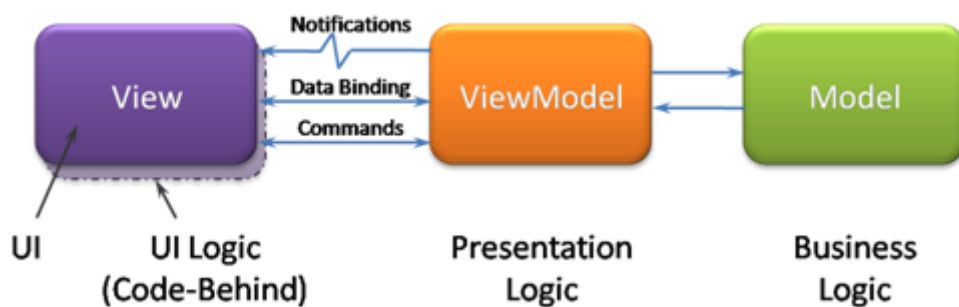 Notifications
View
Data Binding
ViewModel
Model
Commands
UI
UI Logic
(Code-Behind)
Presentation
Logic
Business
Logic